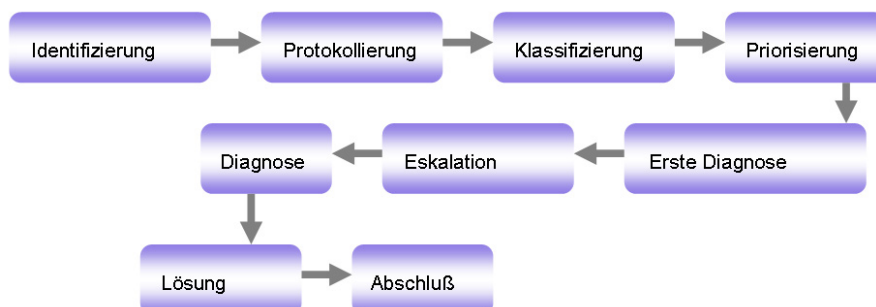 Identifizierung
Protokollierung
Klassifizierung
Priorisierung
Erste Diagnose
Eskalation
Diagnose
Lösung
Abschluß